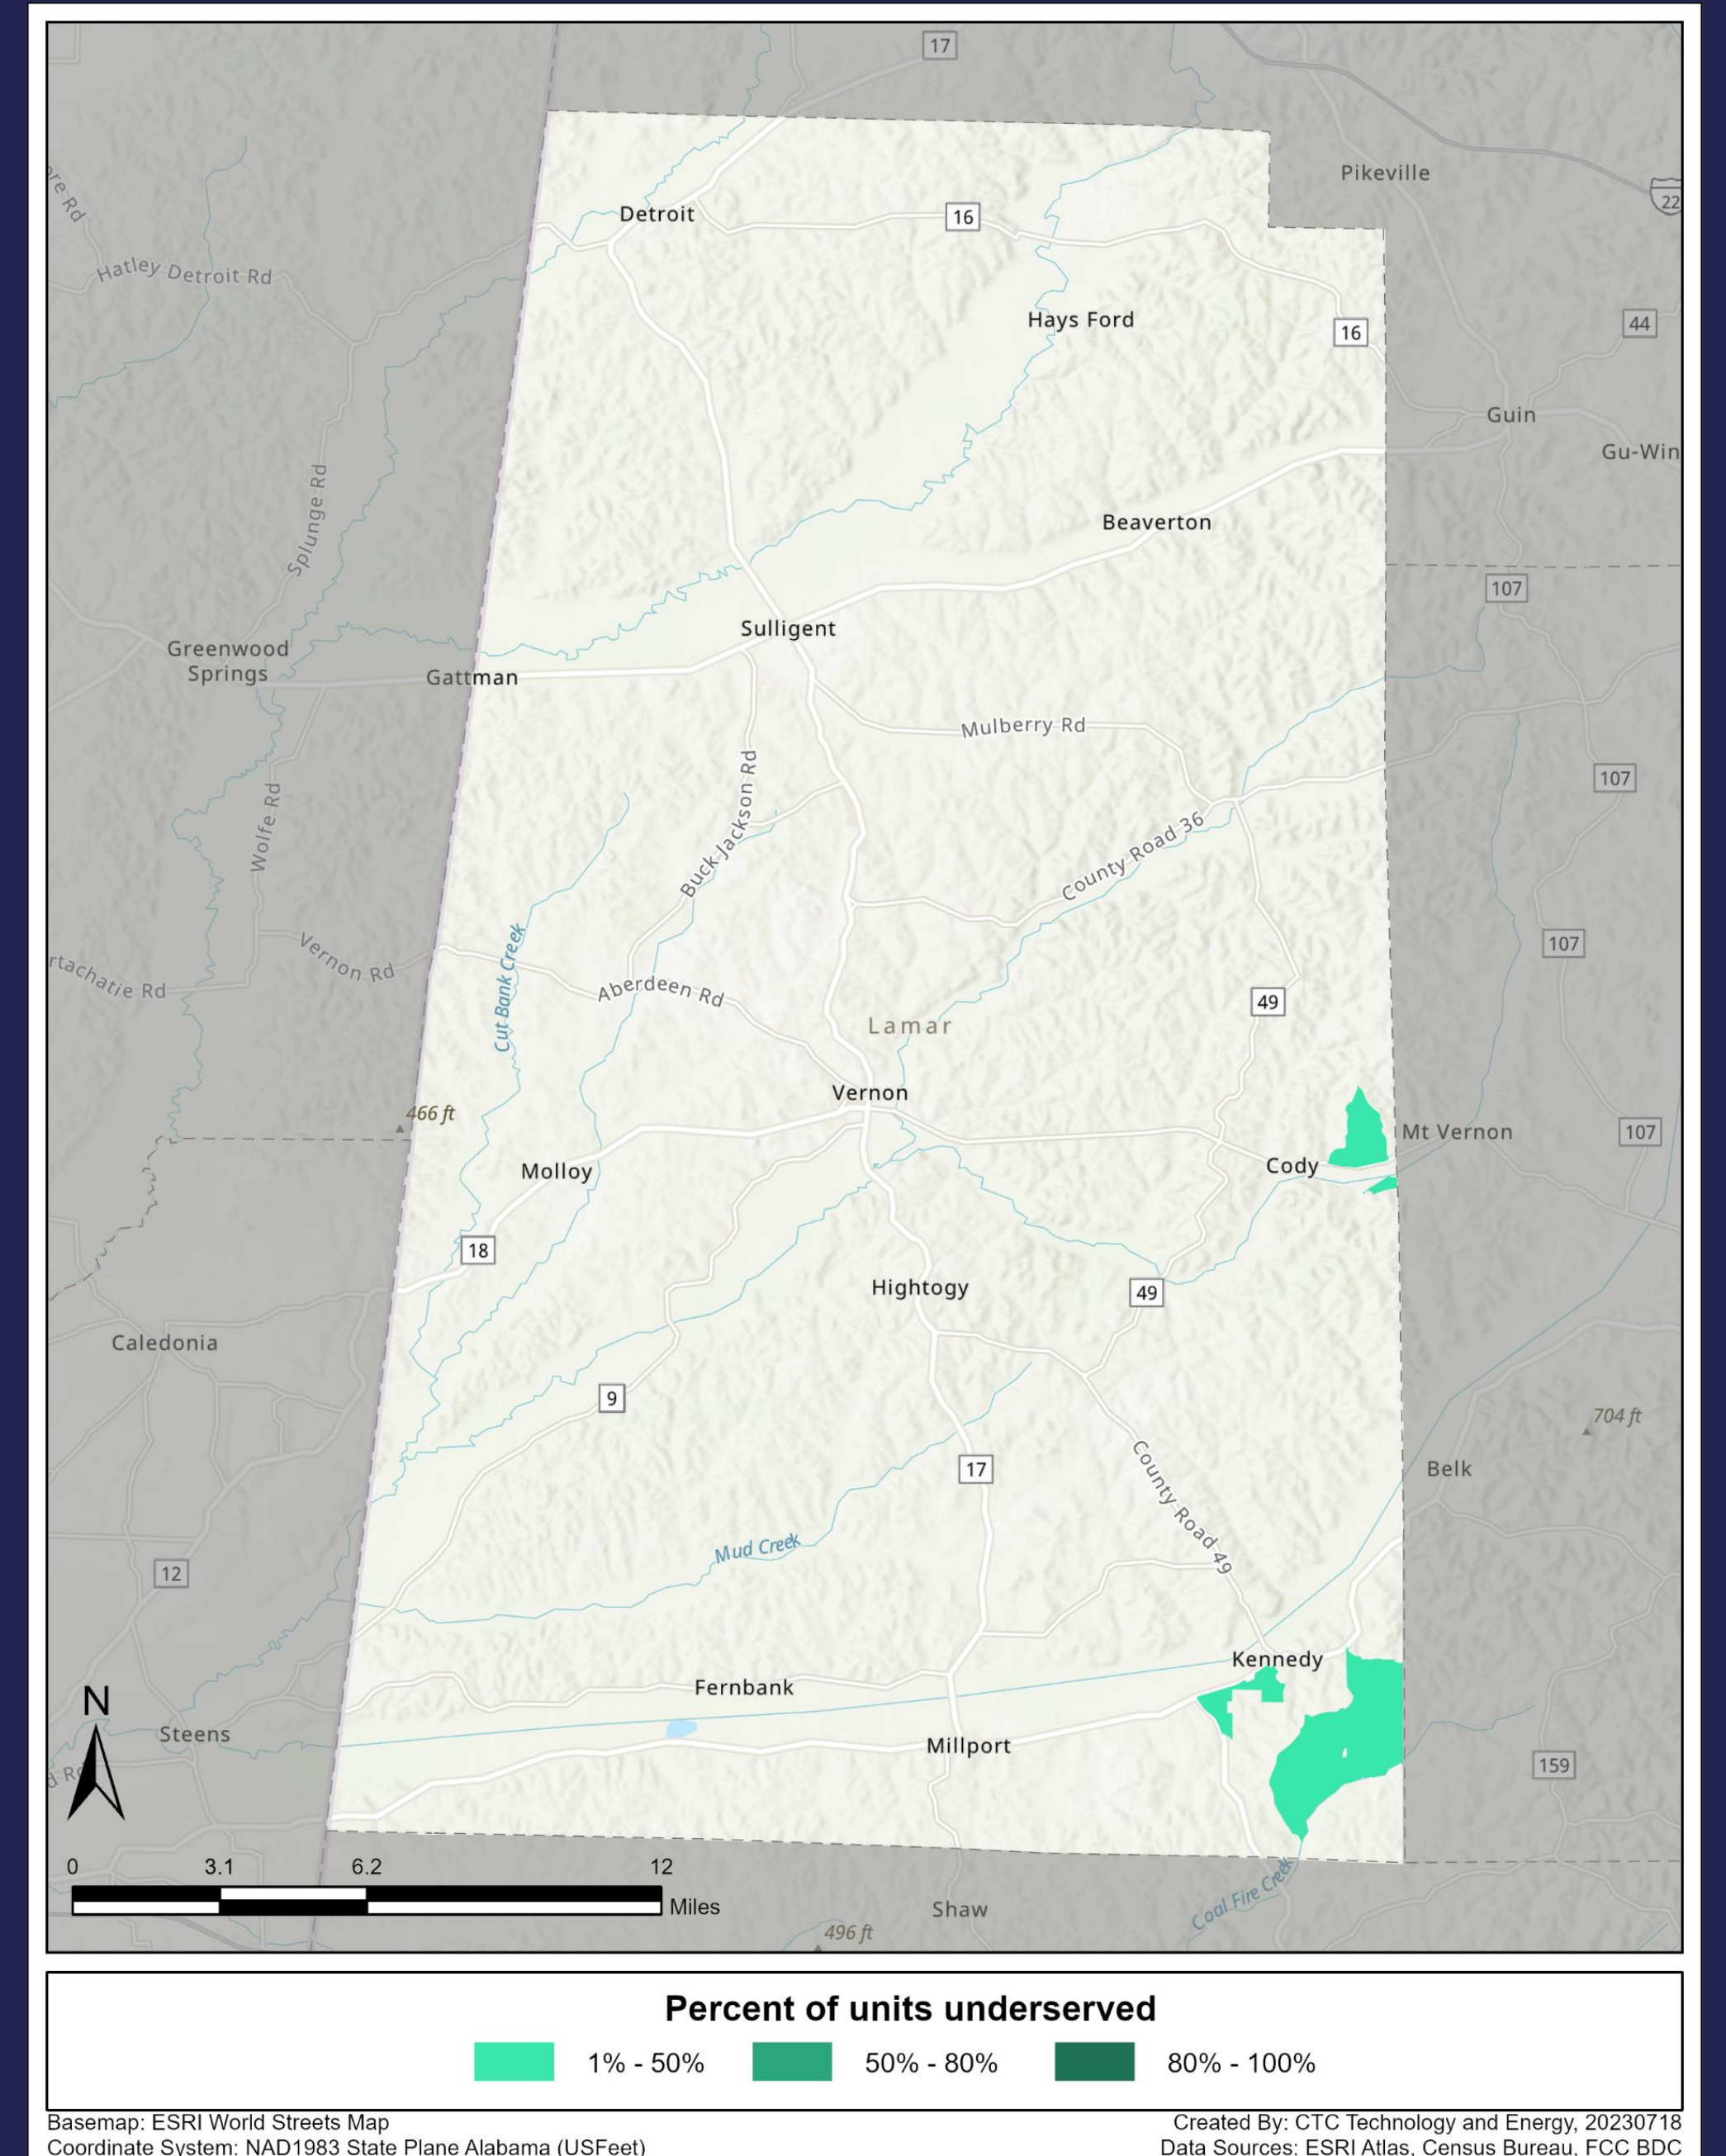 17
Pikeville
22
Detroit
16
Hatley Detroit Rd
Hays Ford
44
16
Guin
Gu-Win
Splunge Rd
Beaverton
107
Sulligent
Greenwood
Springs
Gattman
Mulberry Rd
107
Buck Jackson Rd
Wolfe Rd
County Road 36
Vernon Rd
Cut Bank Creek
107
Aberdeen Rd
49
Lamar
Vernon
466 ft
Mt Vernon
107
Molloy
Cody
18
Hightogy
49
Caledonia
9
704 ft
17
Belk
County Road 49
Mud Creek
12
Kennedy
Fernbank
N
Steens
Millport
159
0 3.1 6.2 12
Miles
Shaw
Coal Fire Creek
496 ft
Percent of units underserved
1% - 50% 50% - 80% 80% - 100%
Basemap: ESRI World Streets Map
Created By: CTC Technology and Energy, 20230718
Coordinate System: NAD1983 State Plane Alabama (USFeet)
Data Sources: ESRI Atlas, Census Bureau, FCC BDC